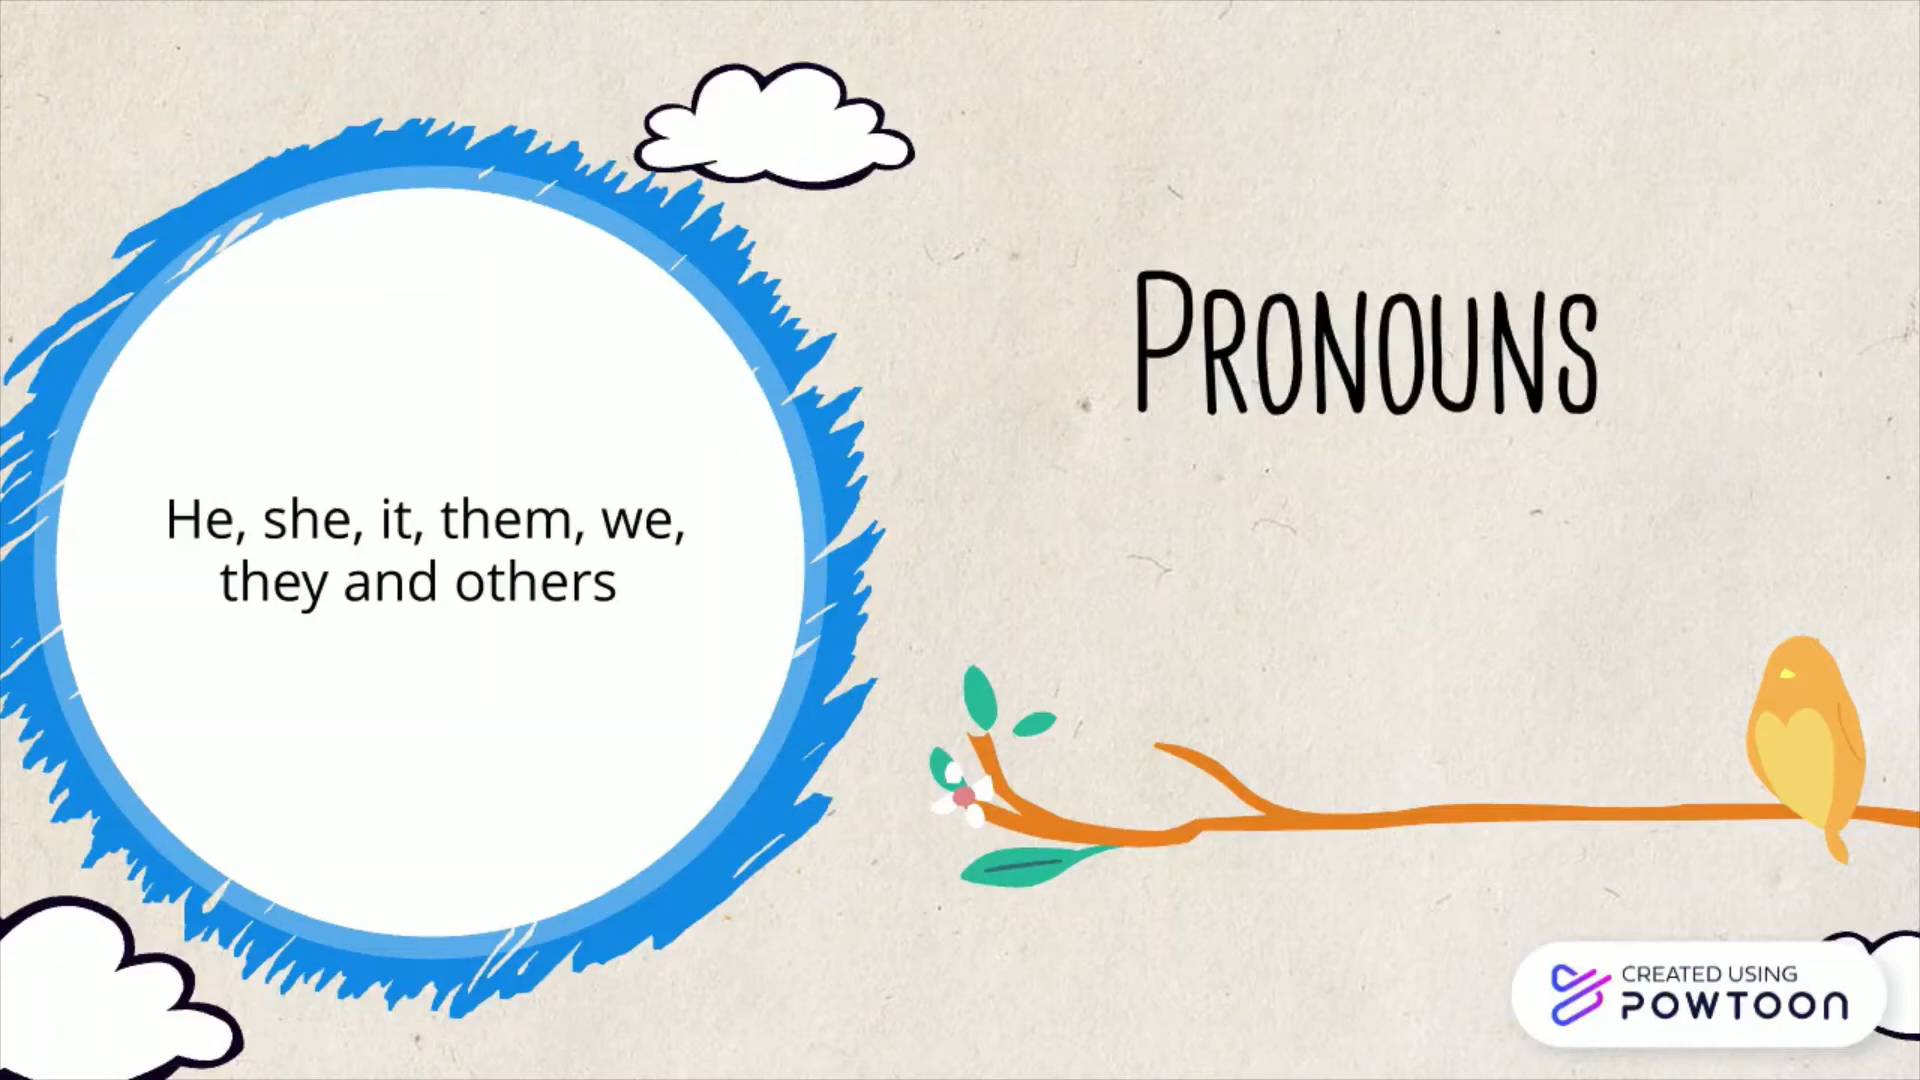 Pronouns
He, she, it, them, we,
they and others
CREATED USING
POWTOON